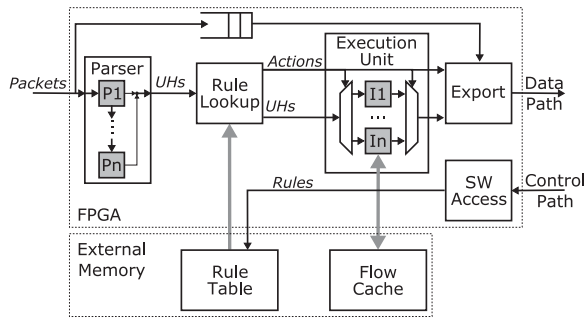 Packets
Parser
P1
Pn
UHs
Rule
Lookup
Actions
UHs
Execution
Unit
I1
...
In
Export
Data
Path
SW
Access
Control
Path
Rules
FPGA
External
Memory
Rule
Table
Flow
Cache